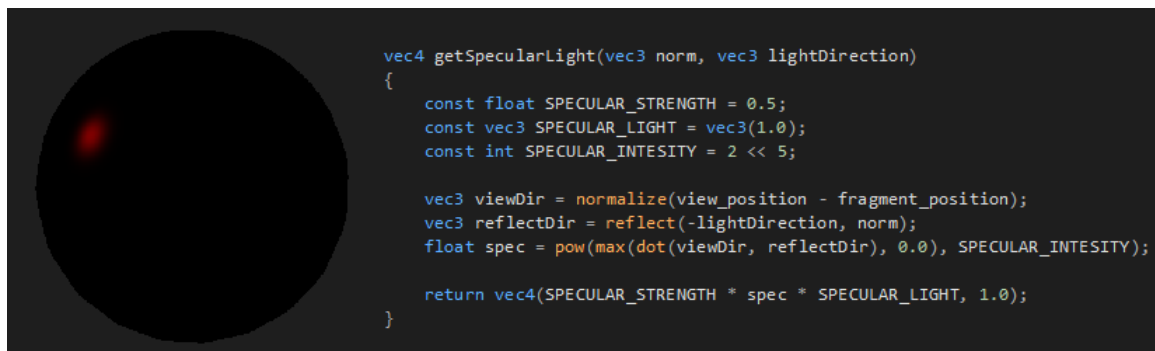 vec4 getSpecularLight(vec3 norm, vec3 lightDirection)
{
    const float SPECULAR_STRENGTH = 0.5;
    const vec3 SPECULAR_LIGHT = vec3(1.0);
    const int SPECULAR_INTESITY = 2 << 5;

    vec3 viewDir = normalize(view_position - fragment_position);
    vec3 reflectDir = reflect(-lightDirection, norm);
    float spec = pow(max(dot(viewDir, reflectDir), 0.0), SPECULAR_INTESITY);

    return vec4(SPECULAR_STRENGTH * spec * SPECULAR_LIGHT, 1.0);
}